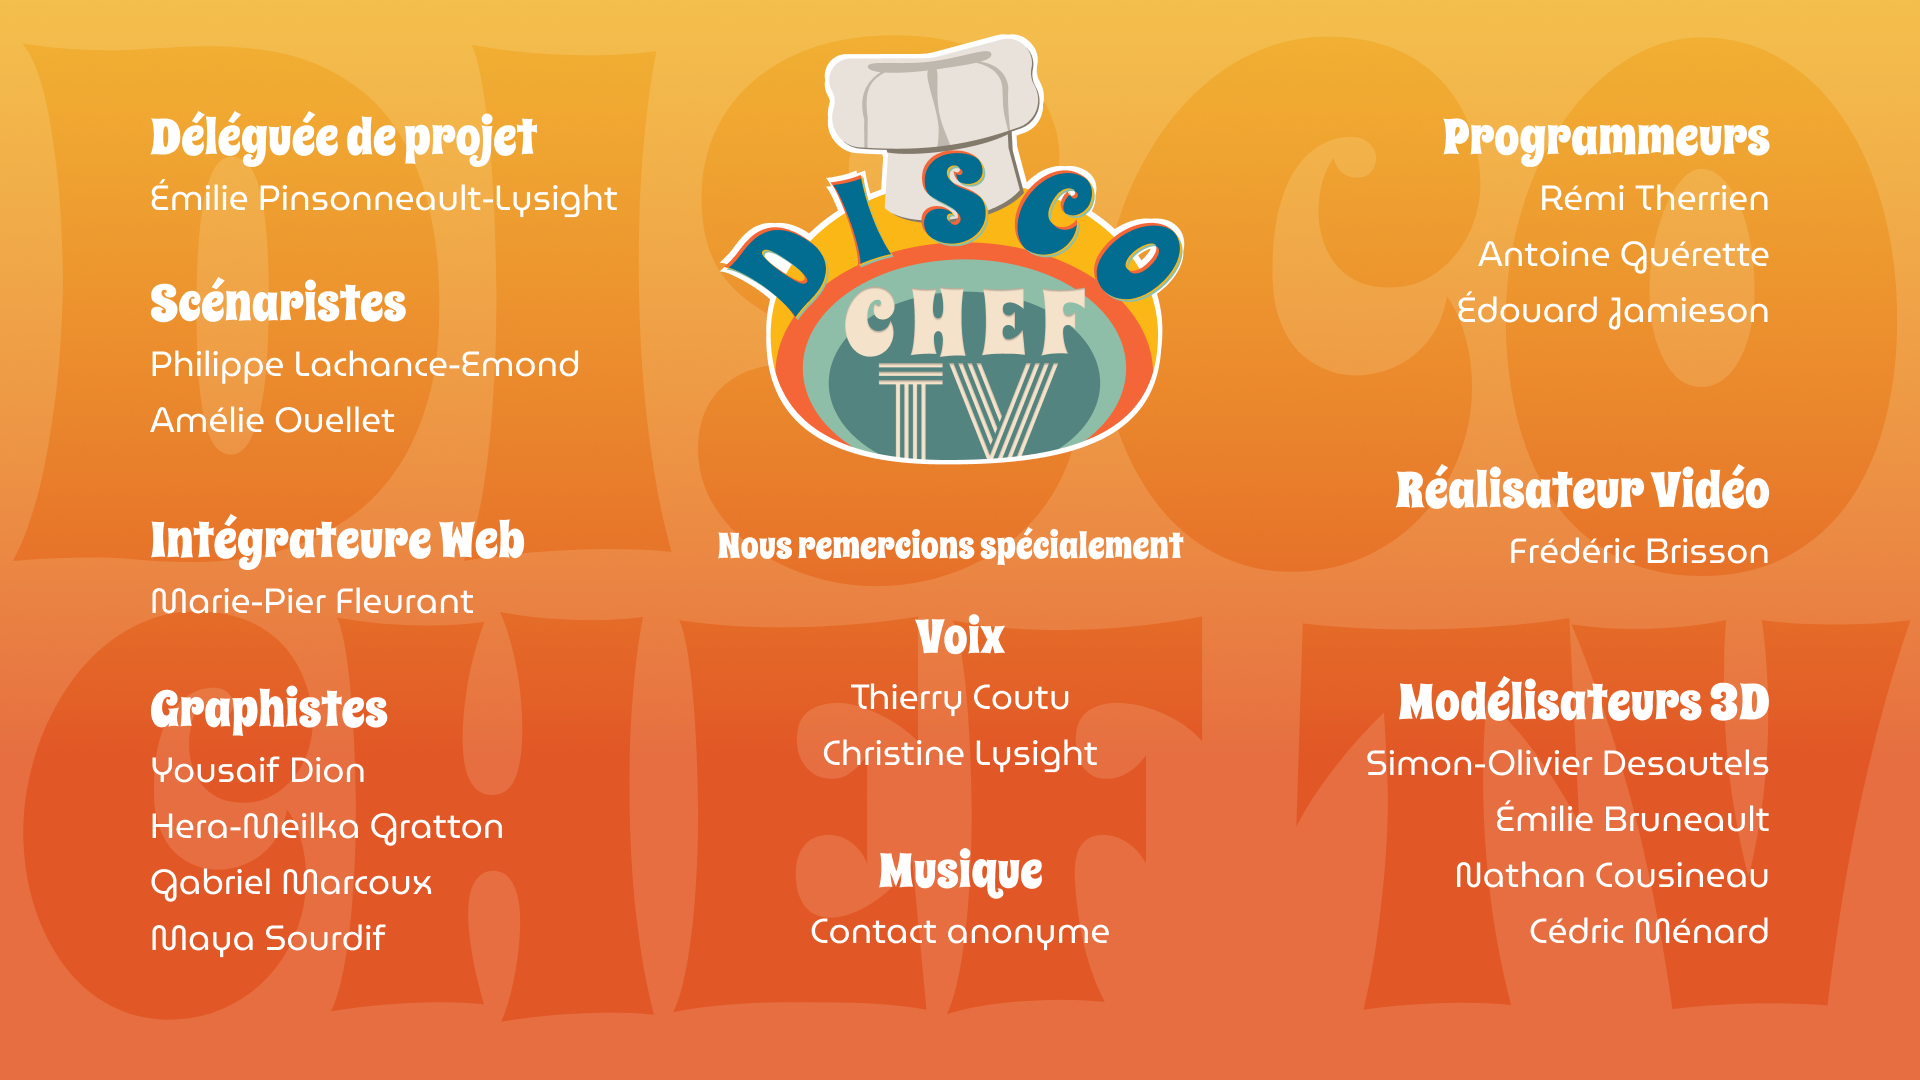 DISCO
CHEF
TV
Déléguée de projet
Émilie Pinsonneault-Lysight
Scénaristes
Philippe Lachance-Emond
Amélie Ouellet
Intégrateure Web
Marie-Pier Fleurant
Graphistes
Yousaif Dion
Hera-Meilka Gratton
Gabriel Marcoux
Maya Sourdif
Nous remercions spécialement
Voix
Thierry Coutu
Christine Lysight
Musique
Contact anonyme
Programmeurs
Rémi Therrien
Antoine Guérette
Édouard Jamieson
Réalisateur Vidéo
Frédéric Brisson
Modélisateurs 3D
Simon-Olivier Desautels
Émilie Bruneault
Nathan Cousineau
Cédric Ménard
DISCO
CHEF TV